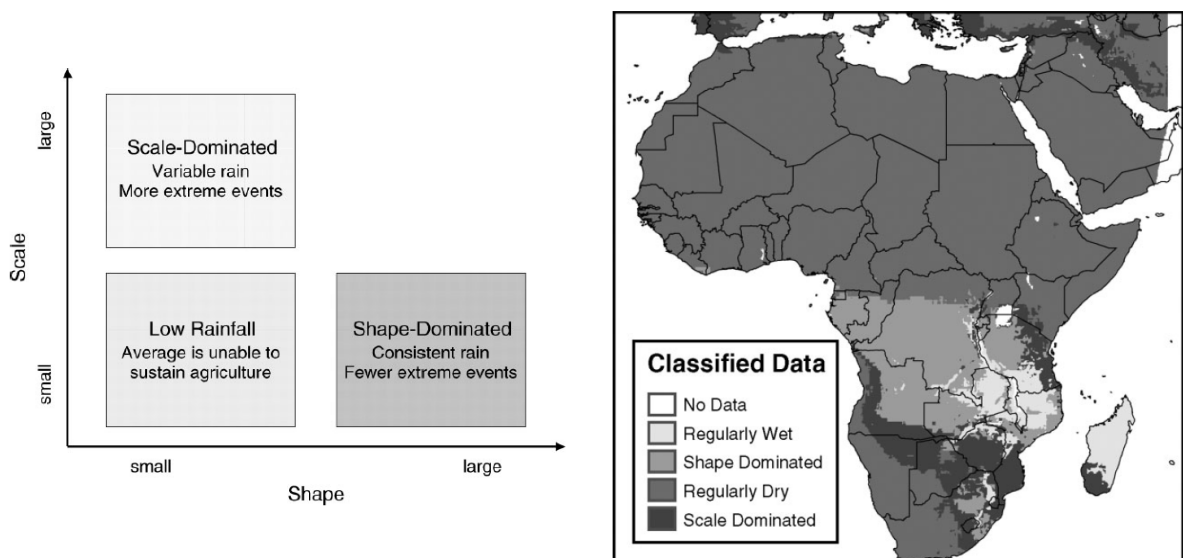 large
Scale
small
Scale-Dominated
Variable rain
More extreme events
Low Rainfall
Average is unable to
sustain agriculture
Shape-Dominated
Consistent rain
Fewer extreme events
small
large
Shape
Classified Data
No Data
Regularly Wet
Shape Dominated
Regularly Dry
Scale Dominated